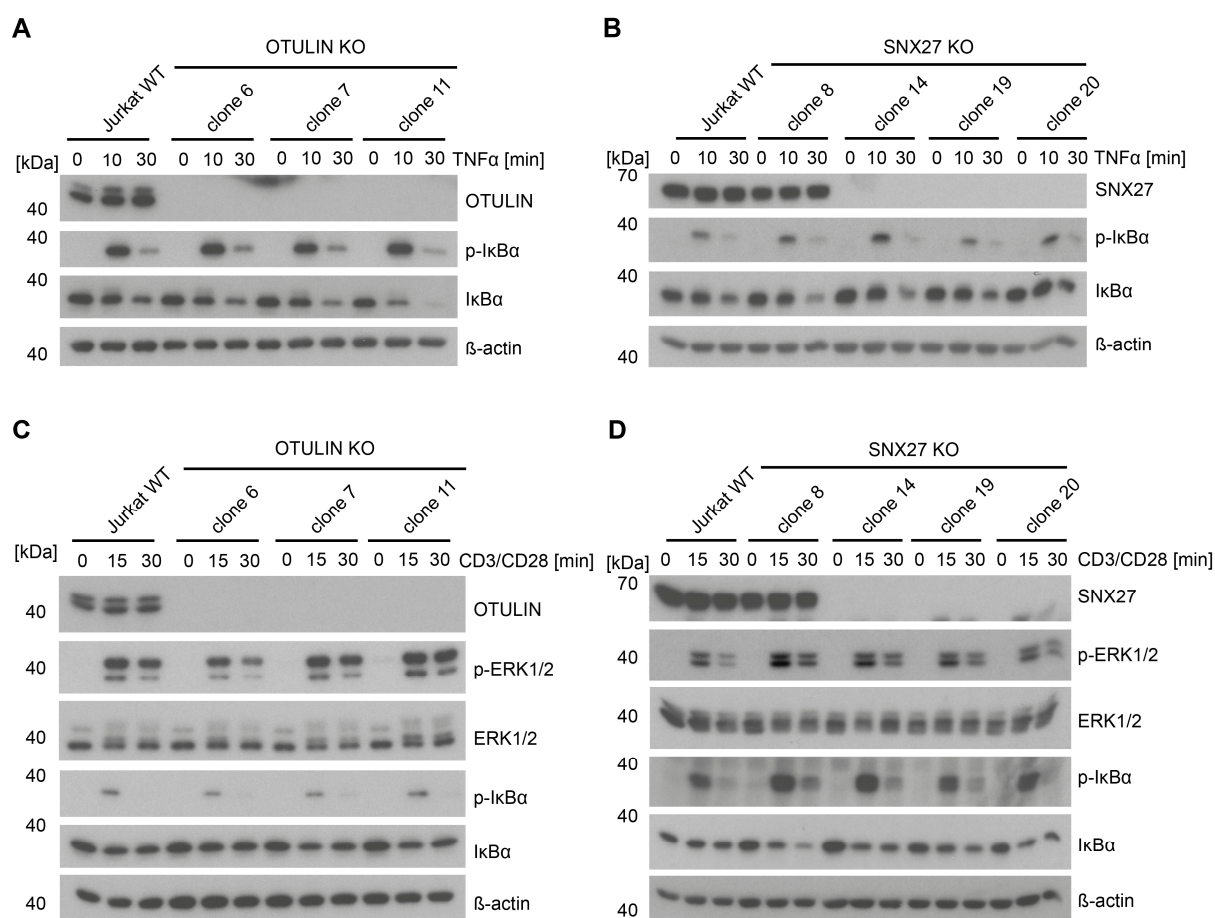 A
OTULIN KO
Jurkat WT
clone 6
clone 7
clone 11
[kDa]
0 10 30 0 10 30 0 10 30 0 10 30 TNFα [min]
OTULIN
40
40
p-IκBα
40
IκBα
40
ß-actin
B
SNX27 KO
Jurkat WT
clone 8
clone 14
clone 19
clone 20
[kDa]
0 10 30 0 10 30 0 10 30 0 10 30 0 10 30 TNFα [min]
70
SNX27
40
p-IκBα
40
IκBα
40
ß-actin
C
OTULIN KO
Jurkat WT
clone 6
clone 7
clone 11
[kDa]
0 15 30 0 15 30 0 15 30 0 15 30 CD3/CD28 [min]
40
OTULIN
40
p-ERK1/2
40
ERK1/2
40
p-IκBα
40
IκBα
40
ß-actin
D
SNX27 KO
Jurkat WT
clone 8
clone 14
clone 19
clone 20
[kDa]
0 15 30 0 15 30 0 15 30 0 15 30 0 15 30 CD3/CD28 [min]
70
SNX27
40
p-ERK1/2
40
ERK1/2
40
p-IκBα
40
IκBα
40
ß-actin